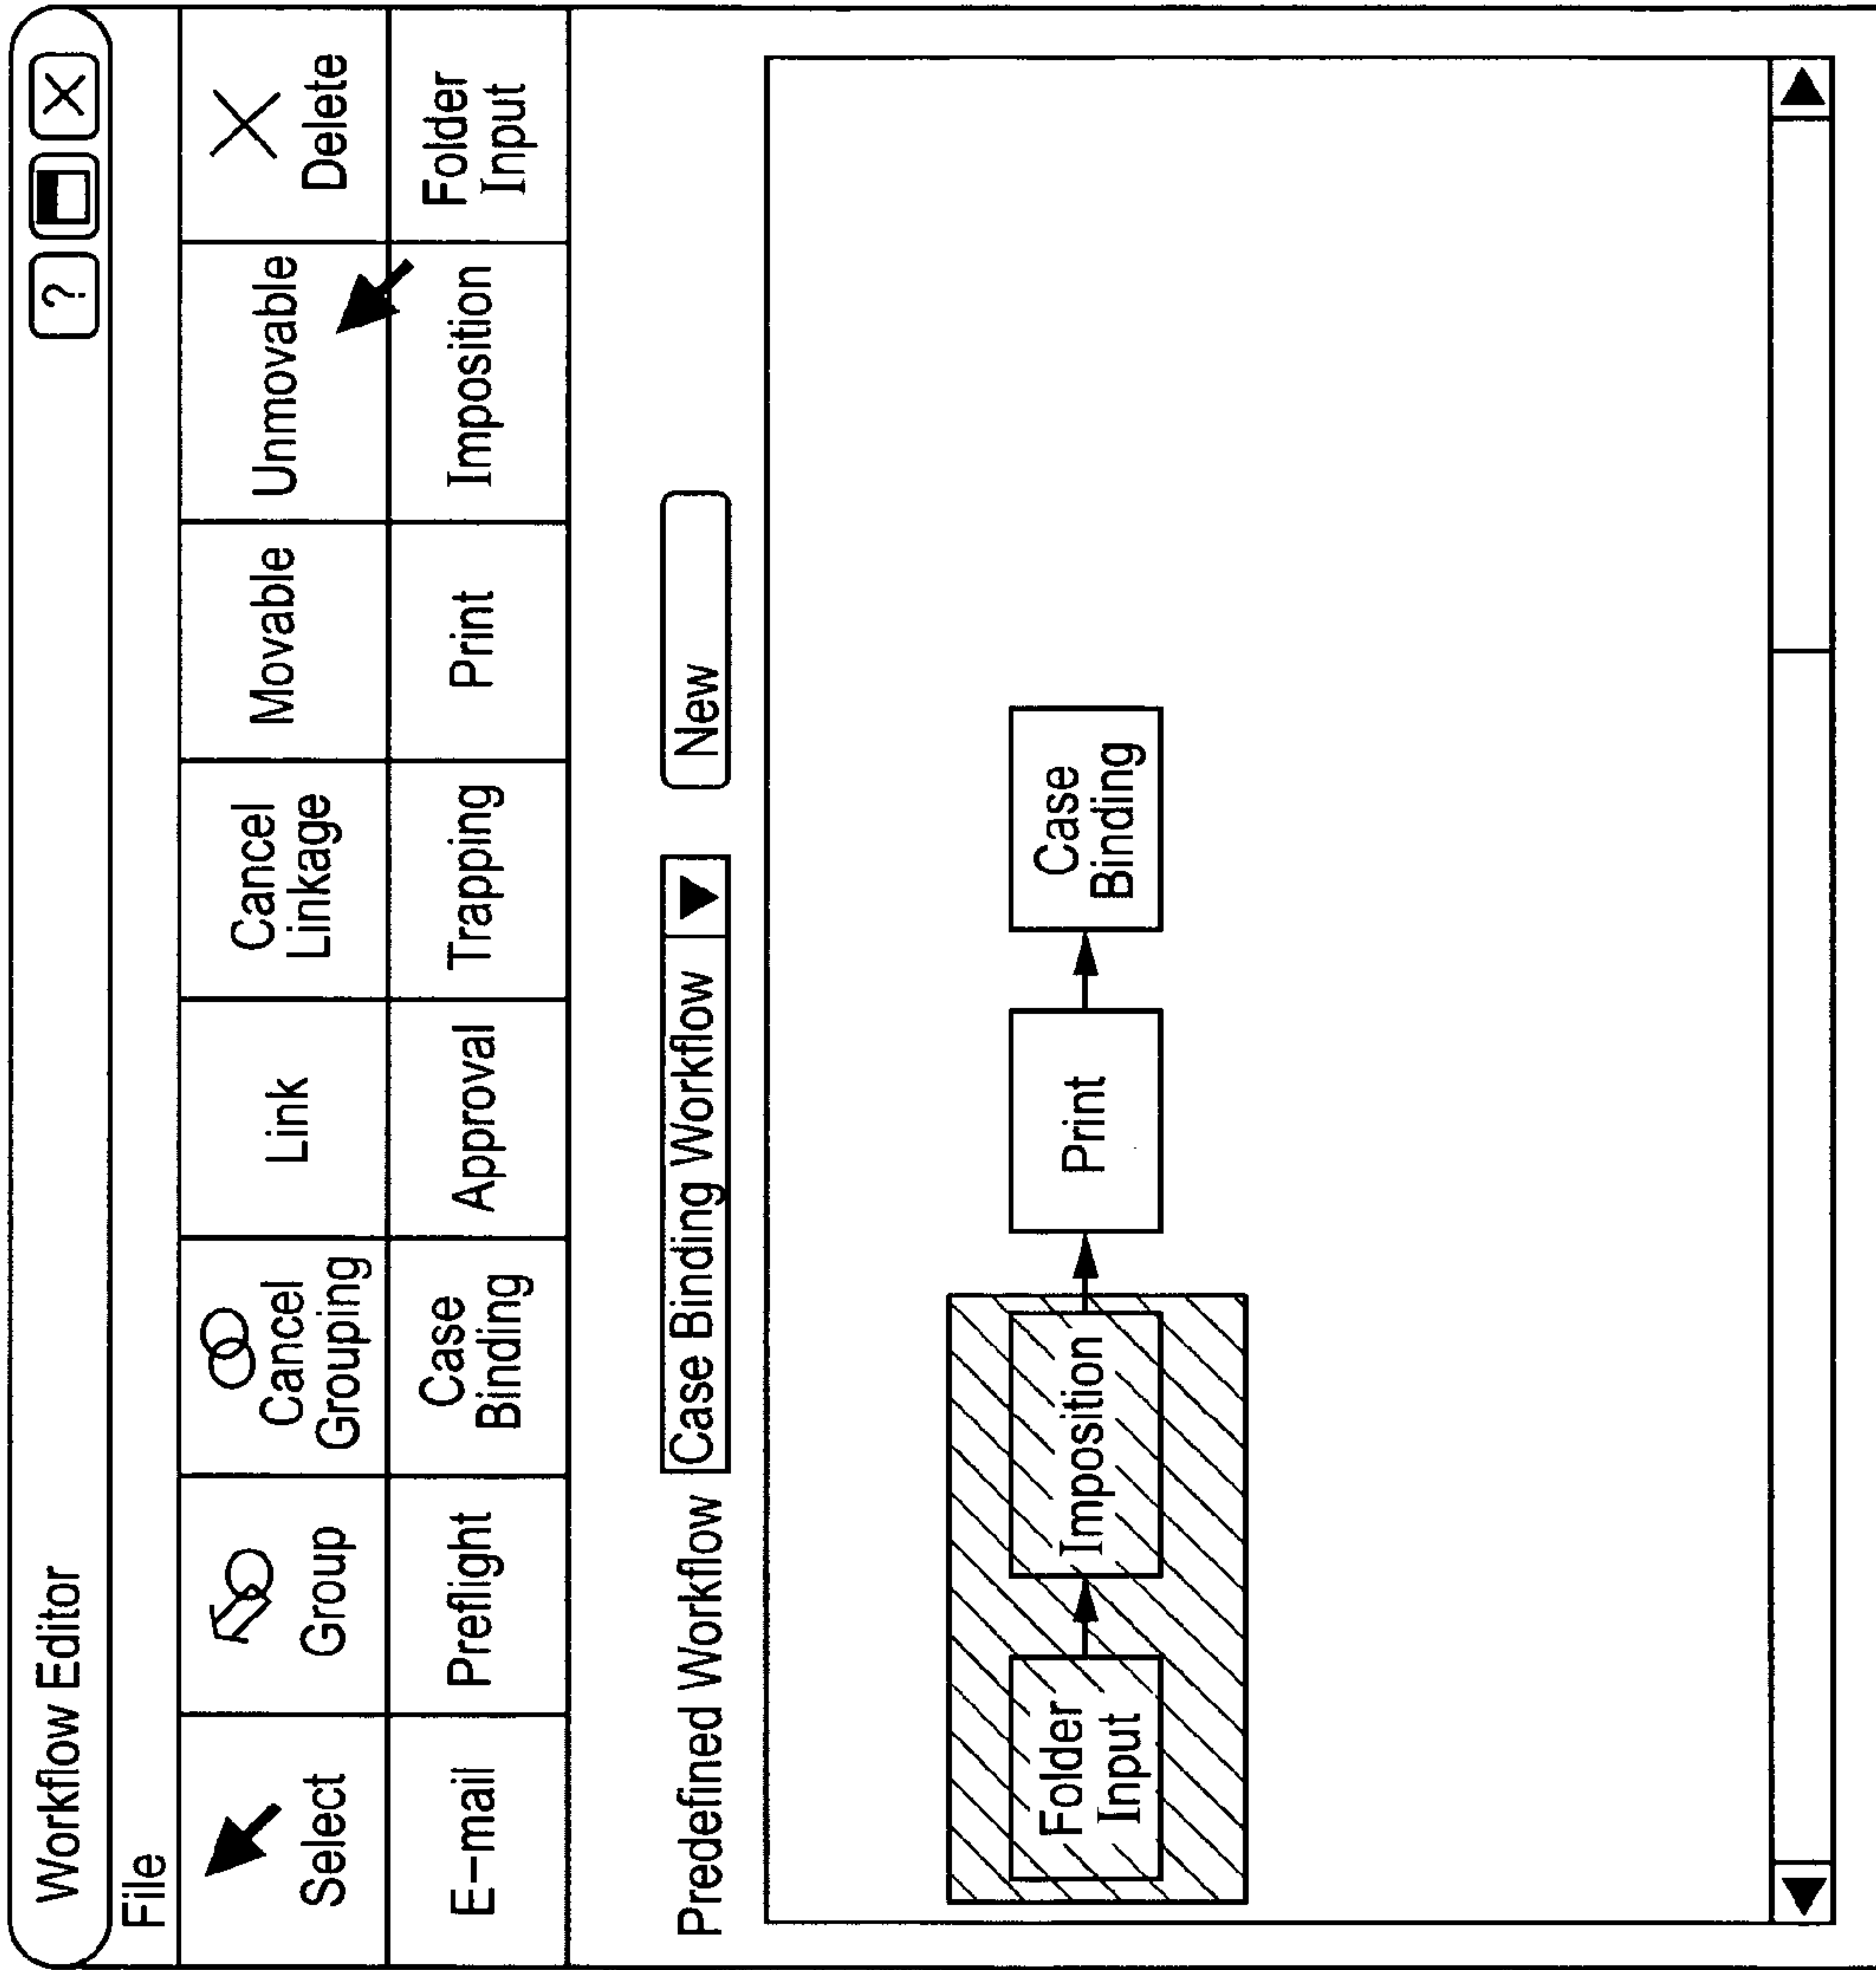 Workflow Editor
?
X
File
Select
Group
Cancel
Grouping
Link
Cancel
Linkage
Movable
Unmovable
Delete
E-mail
Preflight
Case
Binding
Approval
Trapping
Print
Imposition
Folder
Input
Predefined Workflow
Case Binding Workflow
New
Folder
Input
Imposition
Print
Case
Binding